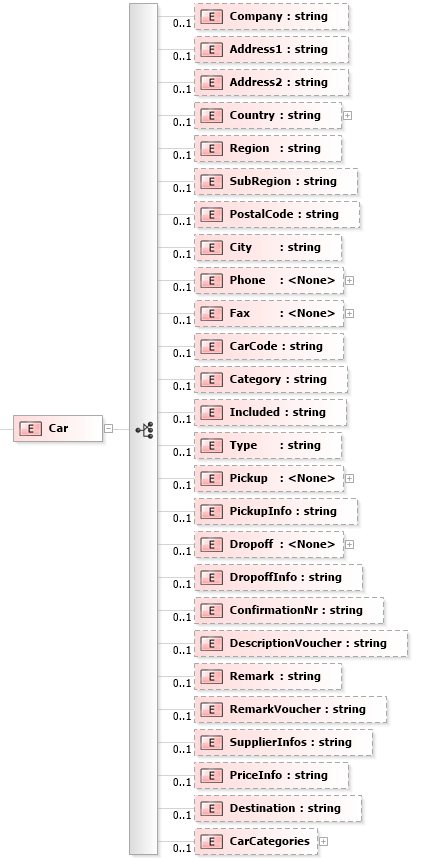 E Company : string
0..1
E Address1 : string
0..1
E Address2 : string
0..1
E Country : string
0..1
E Region : string
0..1
E SubRegion : string
0..1
E PostalCode : string
0..1
E City : string
0..1
E Phone : <None>
0..1
E Fax : <None>
0..1
E CarCode : string
0..1
E Category : string
0..1
E Included : string
0..1
E Car
E Type : string
0..1
E Pickup : <None>
0..1
E PickupInfo : string
0..1
E Dropoff : <None>
0..1
E DropoffInfo : string
0..1
E ConfirmationNr : string
0..1
E DescriptionVoucher : string
0..1
E Remark : string
0..1
E RemarkVoucher : string
0..1
E SupplierInfos : string
0..1
E PriceInfo : string
0..1
E Destination : string
0..1
E CarCategories
0..1